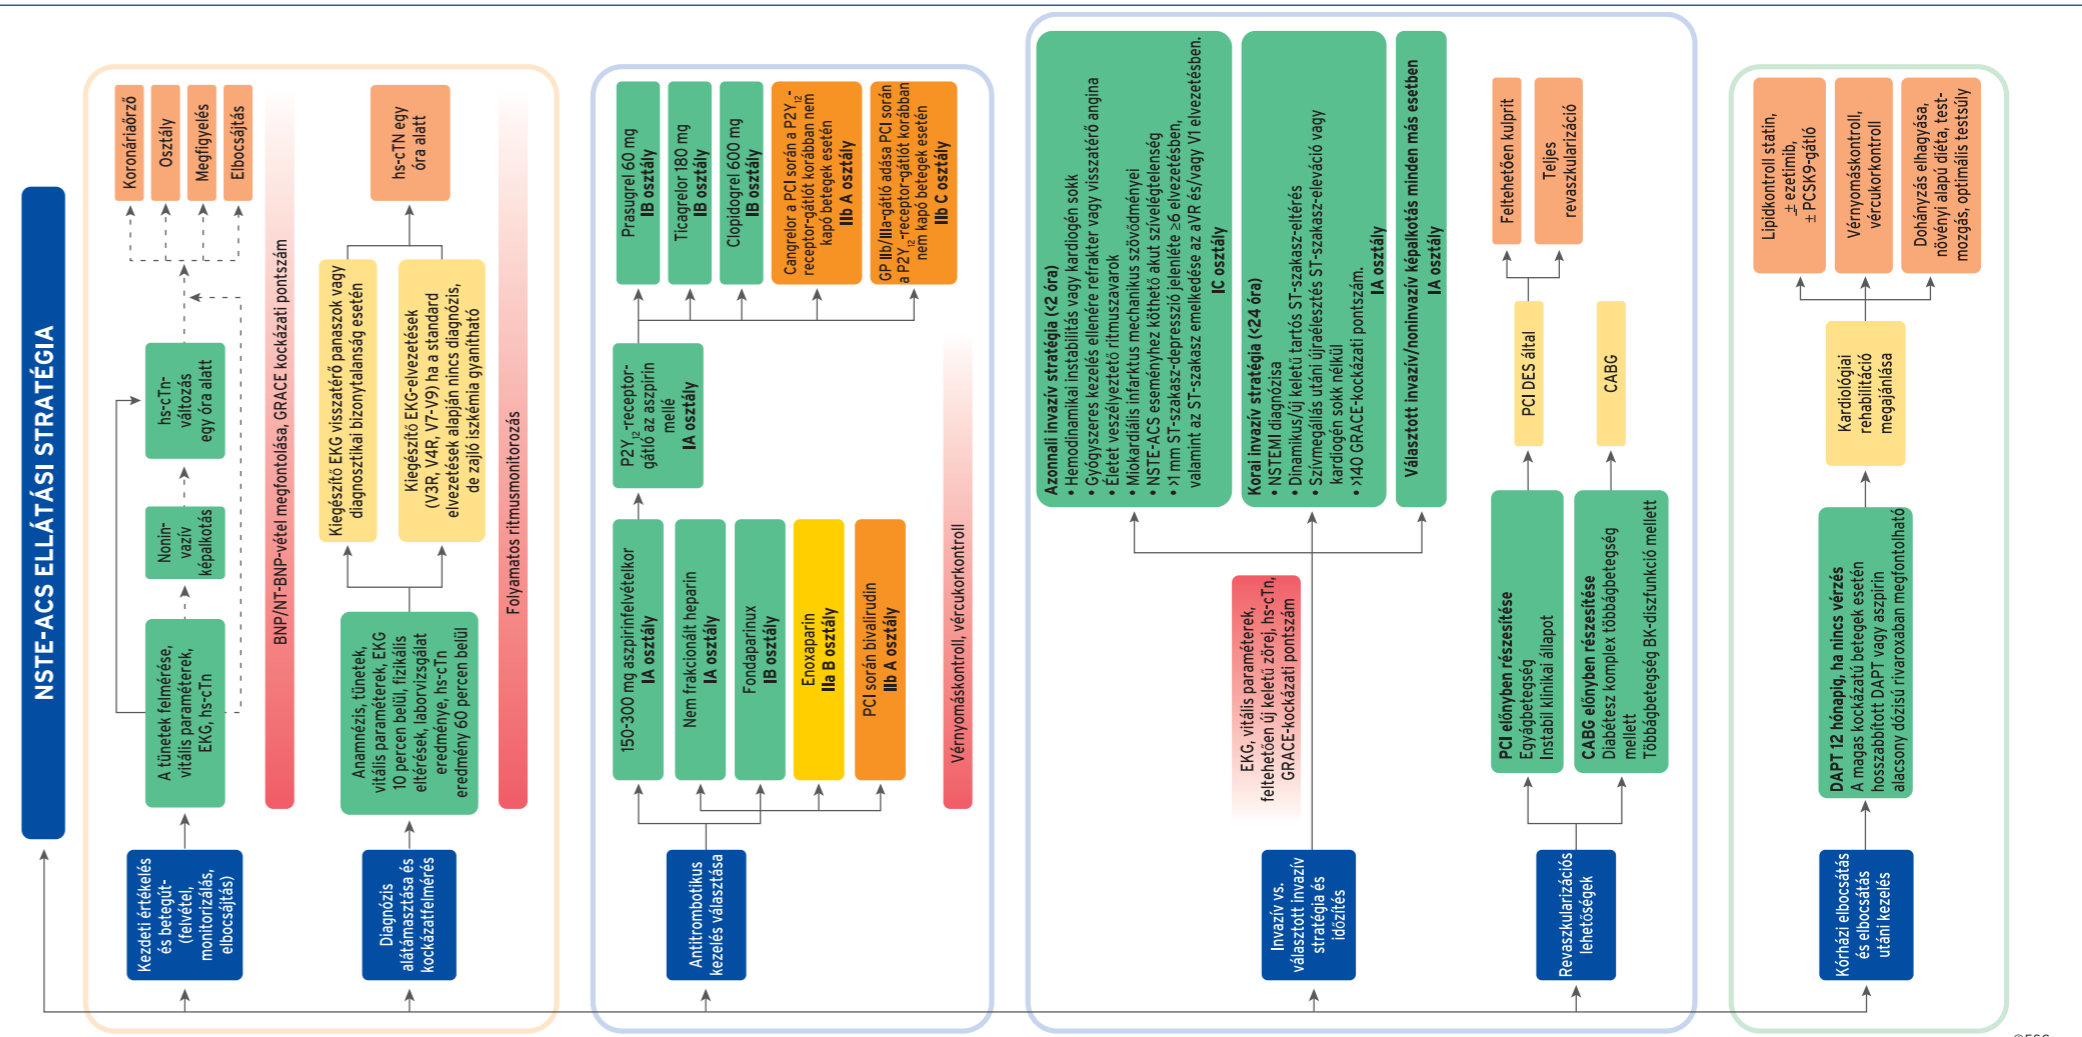 NSTE-ACS ELLÁTÁSI STRATÉGIA
Kezdeti értékelés
és betegút-
(felvétel,
monitorizálás,
elbocsájtás)
A tünetek felmérése,
vitális paraméterek,
EKG, hs-cTn
Nonin-
vazív
képalkotás
hs-cTn-
változás
egy óra alatt
Koronáriaőrző
Osztály
Megfigyelés
Elbocsájtás
BNP/NT-BNP-vétel megfontolása, GRACE kockázati pontszám
Diagnózis
alátámasztása és
kockázatfelmérés
Anamnézis, tünetek,
vitális paraméterek, EKG
10 percen belül, fizikális
eltérések, laborvizsgálat
eredménye, hs-cTn
eredmény 60 percen belül
Kiegészítő EKG visszatérő panaszok vagy
diagnosztikai bizonytalanság esetén
Kiegészítő EKG-elvezetések
(V3R, V4R, V7-V9) ha a standard
elvezetések alapján nincs diagnózis,
de zajló iszkémia gyanítható
hs-cTN egy
óra alatt
Folyamatos ritmusmonitorozás
Antitrombotikus
kezelés választása
150-300 mg aszpirinfelvételkor
IA osztály
Nem frakcionált heparin
IA osztály
Fondaparinux
IB osztály
Enoxaparin
IIa B osztály
PCI során bivalirudin
IIb A osztály
P2Y12-receptor-
gátló az aszpirin
mellé
IA osztály
Prasugrel 60 mg
IB osztály
Ticagrelor 180 mg
IB osztály
Clopidogrel 600 mg
IB osztály
Cangrelor a PCI során a P2Y12-
receptor-gátlót korábban nem
kapó betegek esetén
IIb A osztály
GP IIb/IIIa-gátló adása PCI során
a P2Y12-receptor-gátlót korábban
nem kapó betegek esetén
IIb C osztály
Vérnyomáskontroll, vércukorkontroll
Invazív vs.
választott invazív
stratégia és
időzítés
EKG, vitális paraméterek,
feltehetően új keletű zörej, hs-cTn,
GRACE-kockázati pontszám
Azonnali invazív stratégia (<2 óra)
• Hemodinamikai instabilitás vagy kardiogén sokk
• Gyógyszeres kezelés ellenére refrakter vagy visszatérő angina
• Életet veszélyeztető ritmuszavarok
• Miokardiális infarktus mechanikus szövődményei
• NSTE-ACS eseményhez köthető akut szívelégtelenség
• >1 mm ST-szakasz-depresszió jelenléte ≥6 elvezetésben,
valamint az ST-szakasz emelkedése az aVR és/vagy V1 elvezetésben.
IC osztály
Korai invazív stratégia (<24 óra)
• NSTEMI diagnózisa
• Dinamikus/új keletű tartós ST-szakasz-eltérés
• Szívmegállás utáni újraélesztés ST-szakasz-eleváció vagy
kardiogén sokk nélkül
• >140 GRACE-kockázati pontszám.
IA osztály
Választott invazív/noninvazív képalkotás minden más esetben
IA osztály
Revaszkularizációs
lehetőségek
PCI előnyben részesítése
Egyágbetegség
Instabil klinikai állapot
CABG előnyben részesítése
Diabétesz komplex többágbetegség
mellett
Többágbetegség BK-diszfunkció mellett
PCI DES által
CABG
Feltehetően kulprit
Teljes
revaszkularizáció
Kórházi elbocsátás
és elbocsátás
utáni kezelés
DAPT 12 hónapig, ha nincs vérzés
A magas kockázatú betegek esetén
hosszabbított DAPT vagy aszpirin
alacsony dózisú rivaroxaban megfontolható
Kardiológiai
rehabilitáció
megajánlása
Lipidkontroll statin,
± ezetimib,
± PCSK9-gátló
Vérnyomáskontroll,
vércukorkontroll
Dohányzás elhagyása,
növényi alapú diéta, test-
mozgás, optimális testsúly